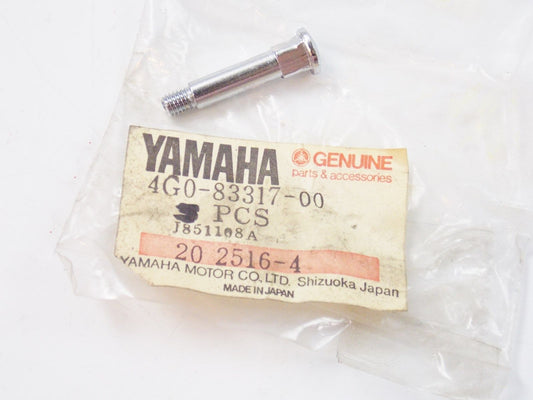 YAMAHA GENUINE
parts & accessories
4G0-83317-00
PCS
J851108A
20 2516-4
YAMAHA MOTOR CO., LTD. Shizuoka Japan
MADE IN JAPAN